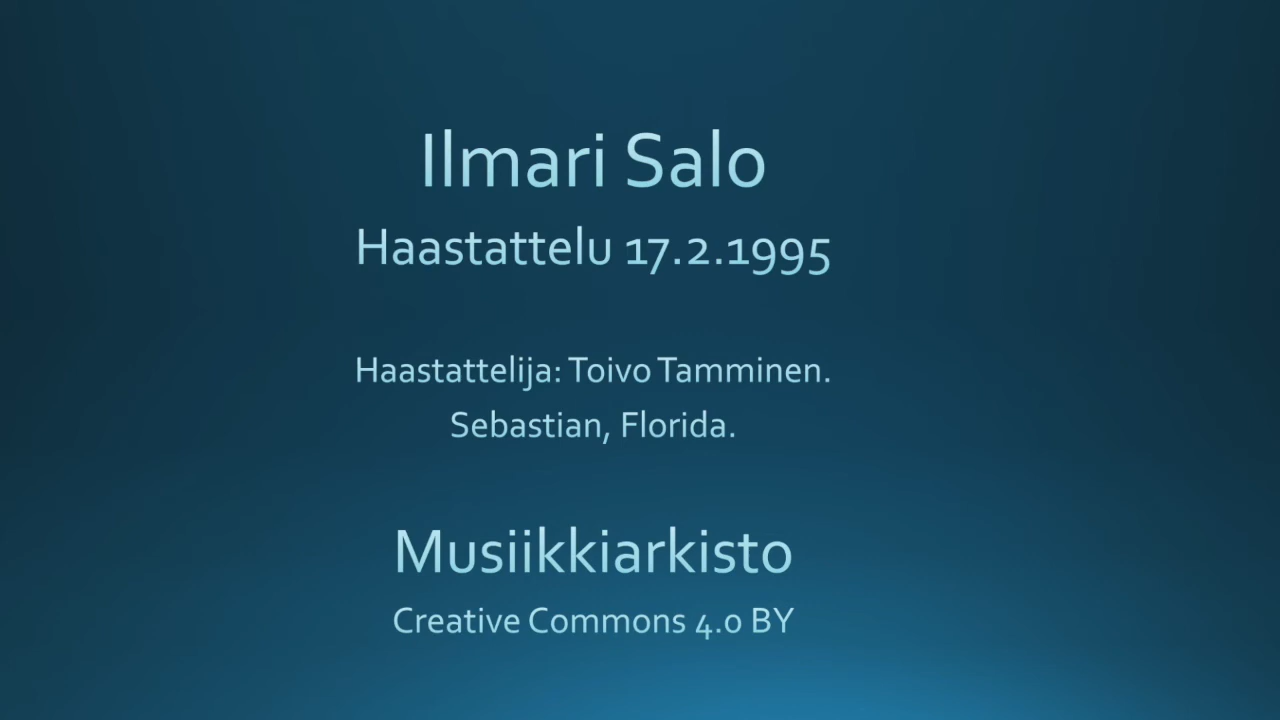 Ilmari Salo
Haastattelu 17.2.1995
Haastattelija: Toivo Tamminen.
Sebastian, Florida.
Musiikkiarkisto
Creative Commons 4.0 BY